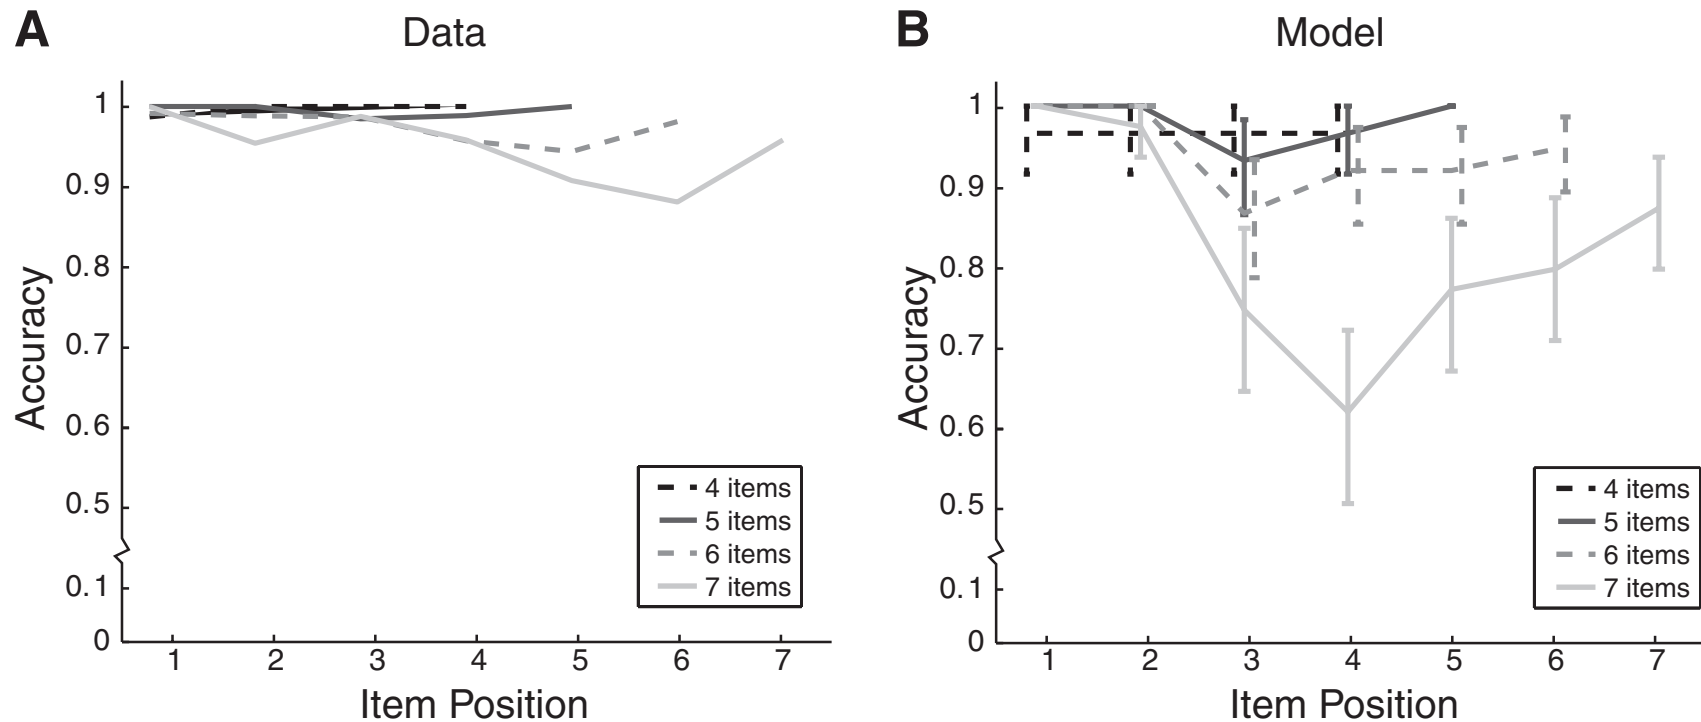 A
Data
Accuracy
1
0.9
0.8
0.7
0.6
0.5
0.1
0
1 2 3 4 5 6 7
Item Position
4 items
5 items
6 items
7 items
B
Model
Accuracy
1
0.9
0.8
0.7
0.6
0.5
0.1
0
1 2 3 4 5 6 7
Item Position
4 items
5 items
6 items
7 items